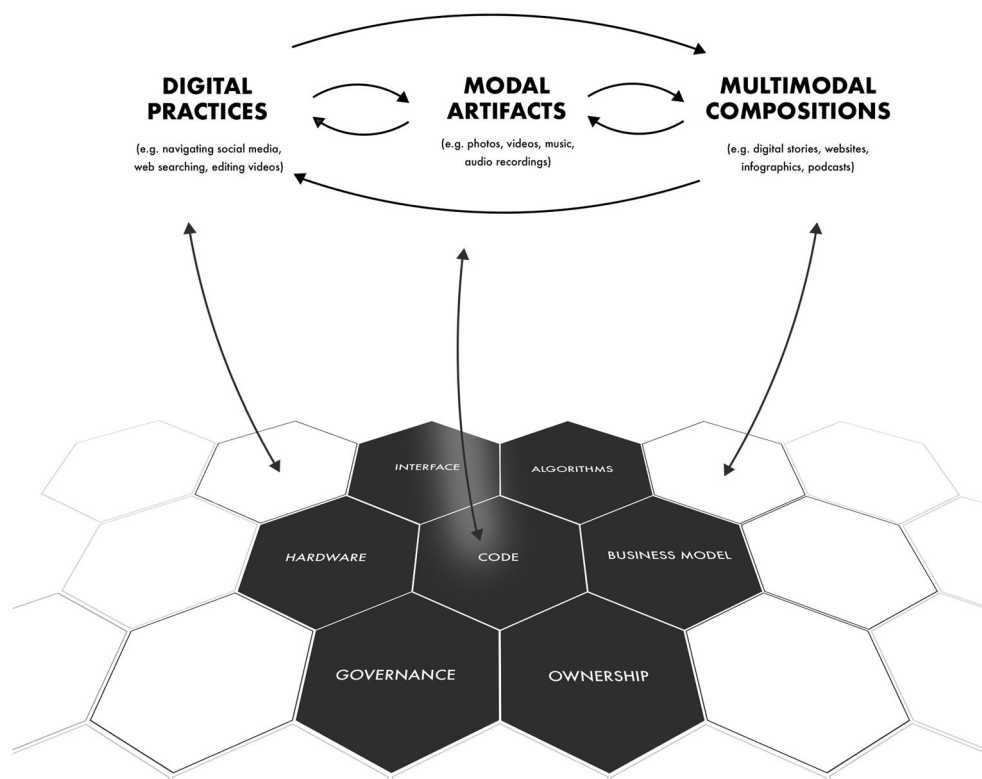 DIGITAL
PRACTICES
(e.g. navigating social media,
web searching, editing videos)
MODAL
ARTIFACTS
(e.g. photos, videos, music,
audio recordings)
MULTIMODAL
COMPOSITIONS
(e.g. digital stories, websites,
infographics, podcasts)
INTERFACE
ALGORITHMS
HARDWARE
CODE
BUSINESS MODEL
GOVERNANCE
OWNERSHIP